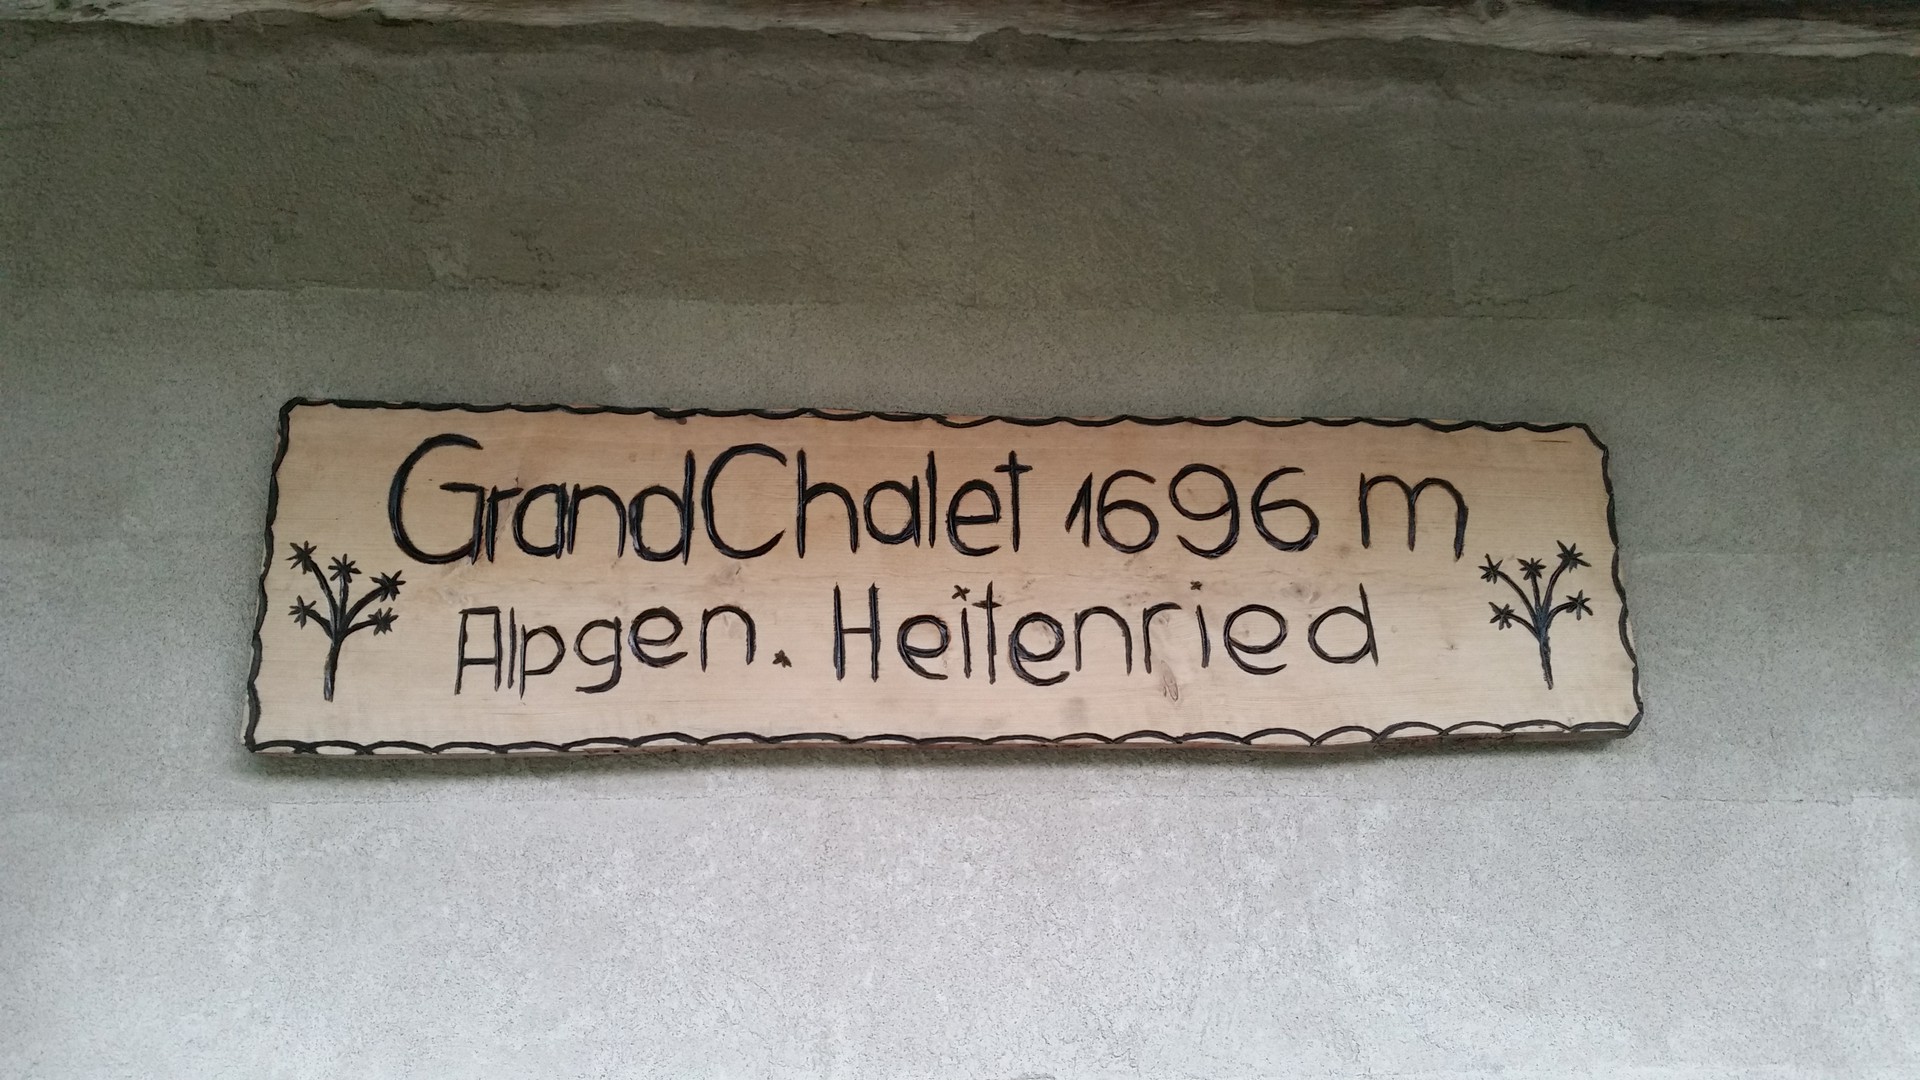 GrandChalet 1696 m
Alpgen. Heitenried